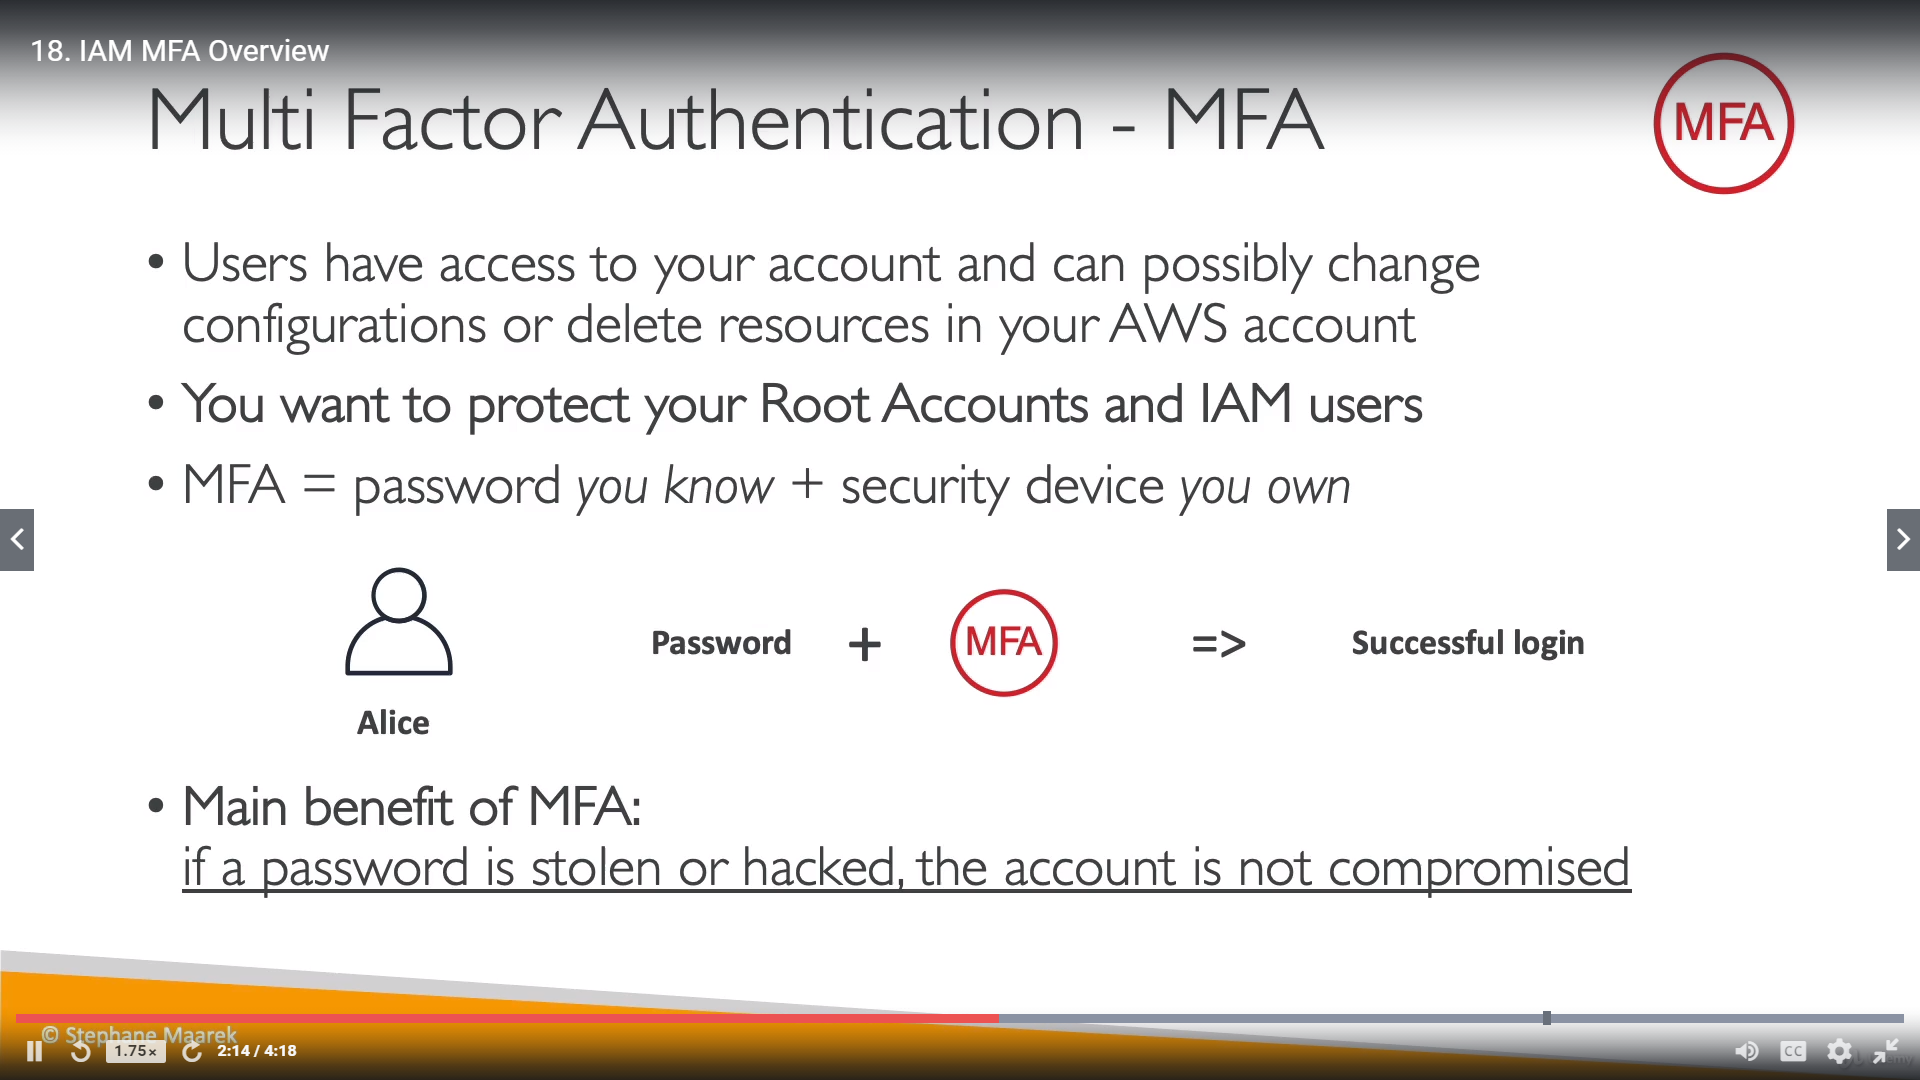 18. IAM MFA Overview
Multi Factor Authentication - MFA
MFA
• Users have access to your account and can possibly change
configurations or delete resources in your AWS account
• You want to protect your Root Accounts and IAM users
• MFA = password you know + security device you own
Password + MFA => Successful login
Alice
• Main benefit of MFA:
if a password is stolen or hacked, the account is not compromised
© Stephane Maarek
1.75x 2:14 / 4:18 CC